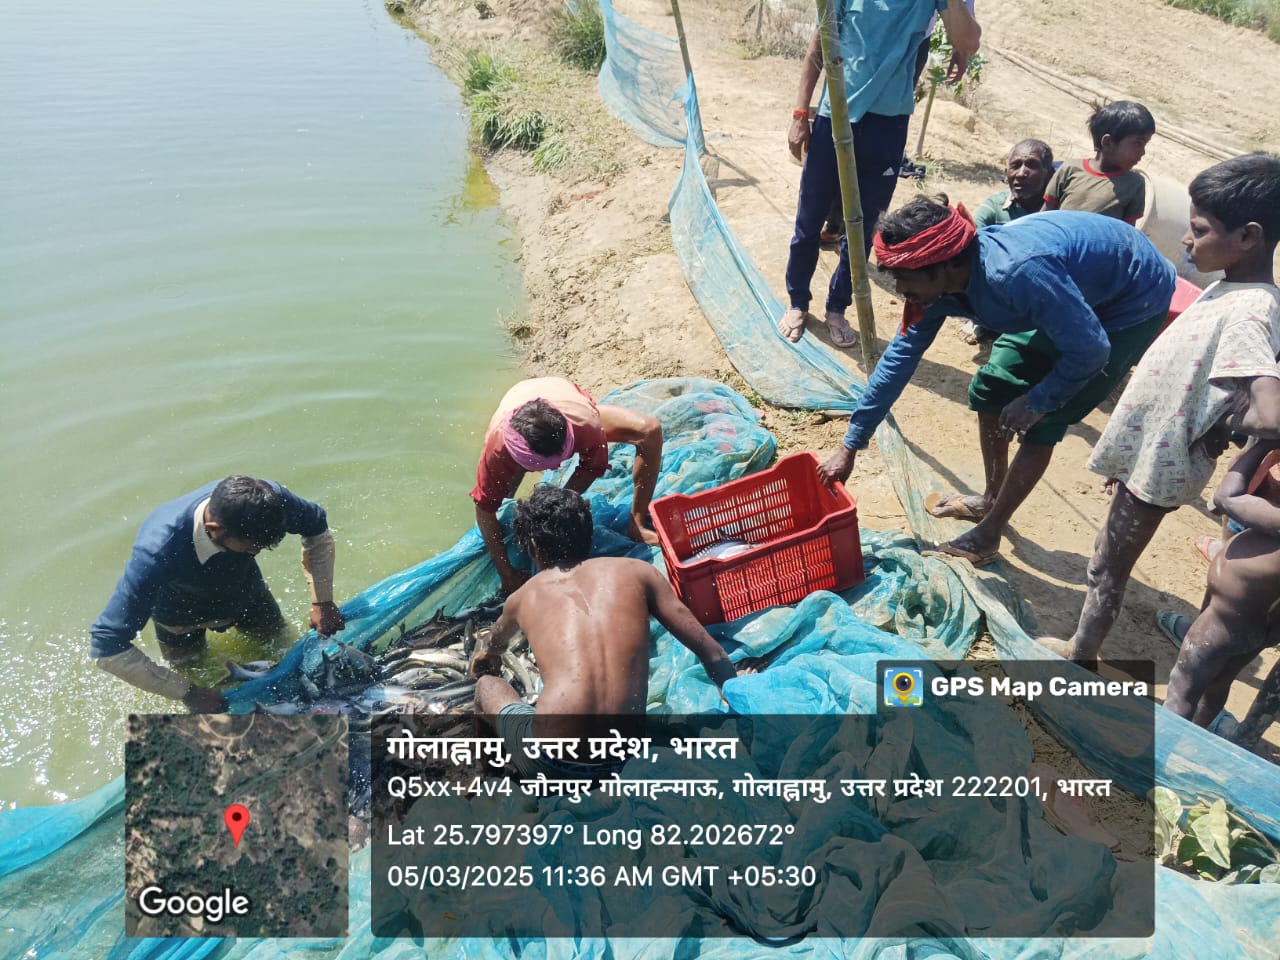 GPS Map Camera
गोलाह्नामु, उत्तर प्रदेश, भारत
Q5xx+4v4 जौनपुर गोलाह्न्माऊ, गोलाह्नामु, उत्तर प्रदेश 222201, भारत
Lat 25.797397° Long 82.202672°
05/03/2025 11:36 AM GMT +05:30
Google